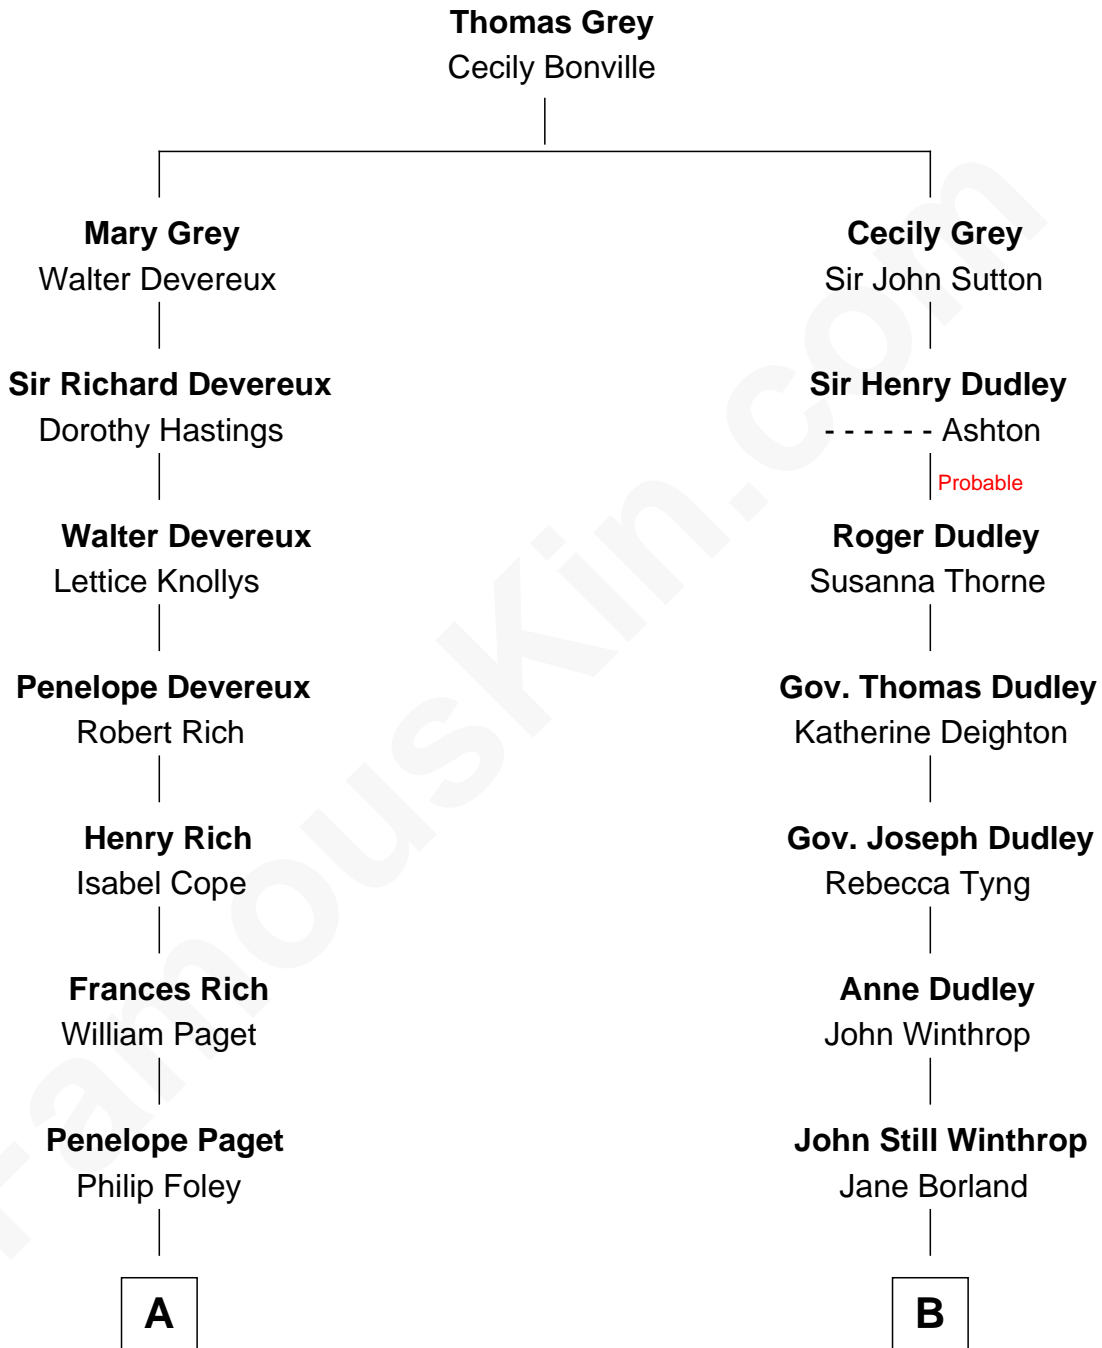 Thomas Grey
Cecily Bonville
Mary Grey
Walter Devereux
Cecily Grey
Sir John Sutton
Sir Richard Devereux
Dorothy Hastings
Sir Henry Dudley
- - - - - - Ashton
Probable
Walter Devereux
Lettice Knollys
Roger Dudley
Susanna Thorne
Penelope Devereux
Robert Rich
Gov. Thomas Dudley
Katherine Deighton
Henry Rich
Isabel Cope
Gov. Joseph Dudley
Rebecca Tyng
Frances Rich
William Paget
Anne Dudley
John Winthrop
Penelope Paget
Philip Foley
John Still Winthrop
Jane Borland
A
B
FamousKin.com